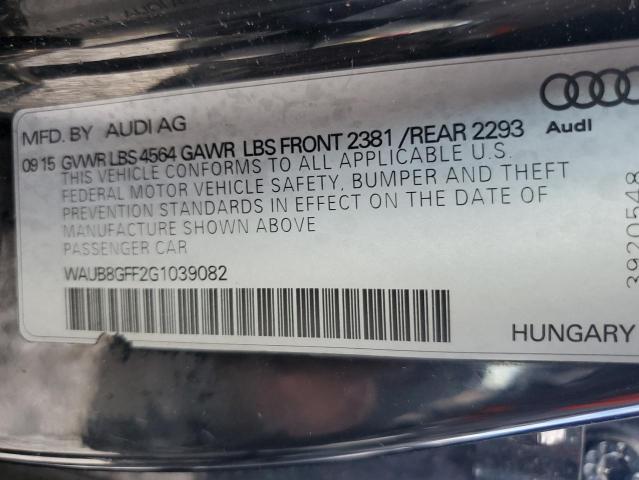 MFD. BY AUDI AG
09 15 GVWR LBS 4564 GAWR LBS FRONT 2381 /REAR 2293
THIS VEHICLE CONFORMS TO ALL APPLICABLE U.S.
FEDERAL MOTOR VEHICLE SAFETY, BUMPER AND THEFT
PREVENTION STANDARDS IN EFFECT ON THE DATE OF
MANUFACTURE SHOWN ABOVE
PASSENGER CAR
WAUB8GFF2G1039082
Audi
3920548
HUNGARY